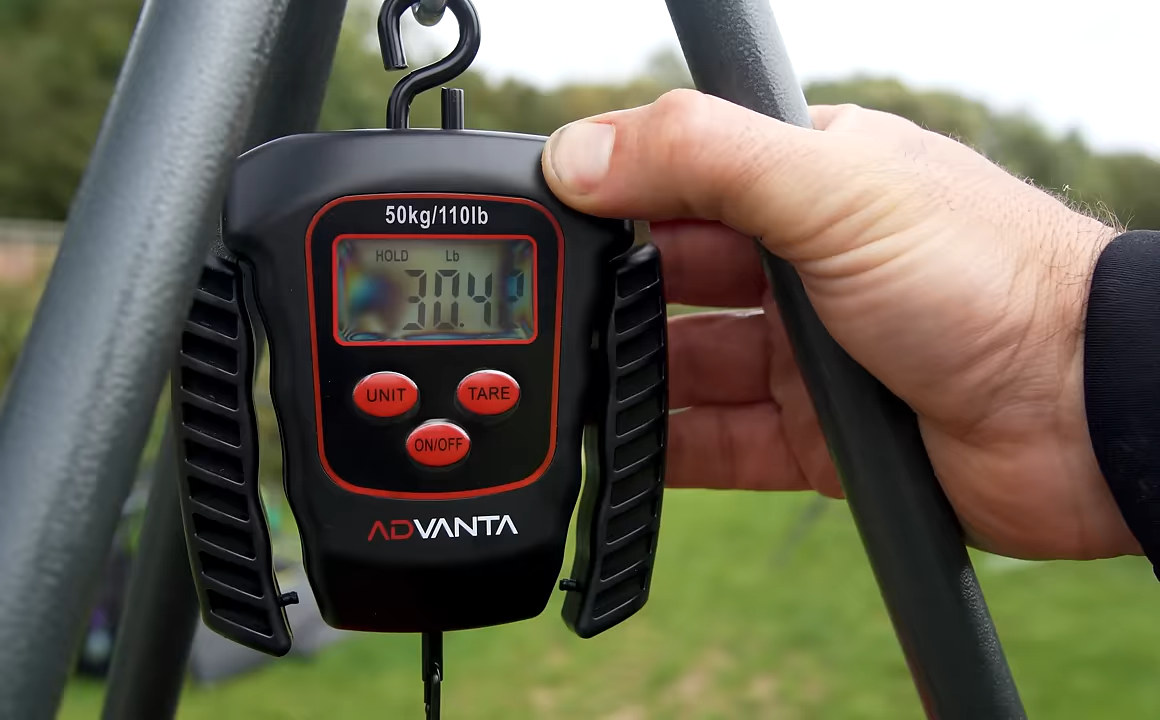 50kg/110lb
HOLD Lb
30.4
UNIT TARE
ON/OFF
ADVANTA